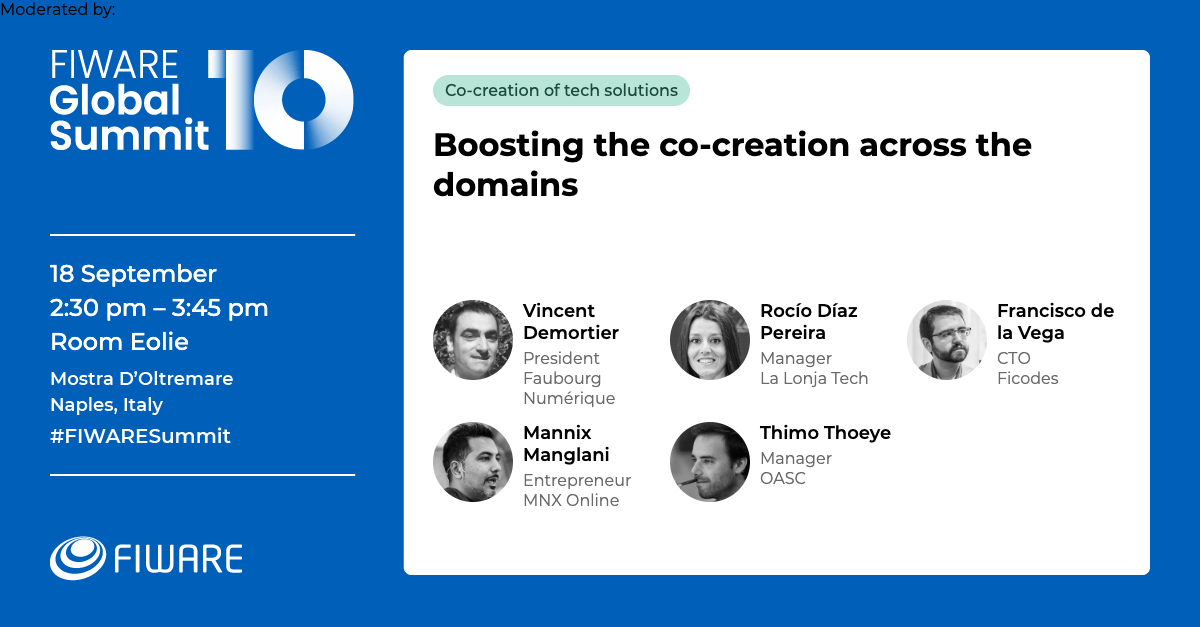 Moderated by:
FIWARE
Global
Summit
10
18 September
2:30 pm – 3:45 pm
Room Eolie
Mostra D’Oltremare
Naples, Italy
#FIWARESummit
FIWARE
Co-creation of tech solutions
Boosting the co-creation across the
domains
Vincent
Demortier
President
Faubourg
Numérique
Rocío Díaz
Pereira
Manager
La Lonja Tech
Francisco de
la Vega
CTO
Ficodes
Mannix
Manglani
Entrepreneur
MNX Online
Thimo Thoeye
Manager
OASC